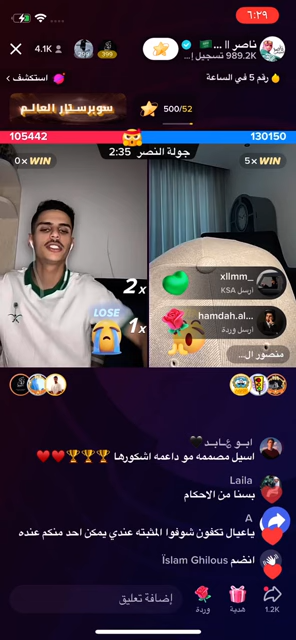 ٦:٢٩
ناصر || ...
989.2K تسجيل إ...
399
299
4.1K
رقم 5 في الساعة
استكشف
سوبرستار العالم
500/52
105442
130150
0x WIN
جولة النصر 2:35
5x WIN
xllmm_
أرسل KSA
2x
LOSE
1x
hamdah.al...
أرسل وردة
منصور ال...
ابو عايد
اسيل مصممه مو داعمه اشكورها
Laila
بسنا من الاحكام
A
ياعيال تكفون شوفوا المثبته عندي يمكن احد منكم عنده
انضم Ïslam Ghilous
إضافة تعليق
وردة
هدية
1.2K